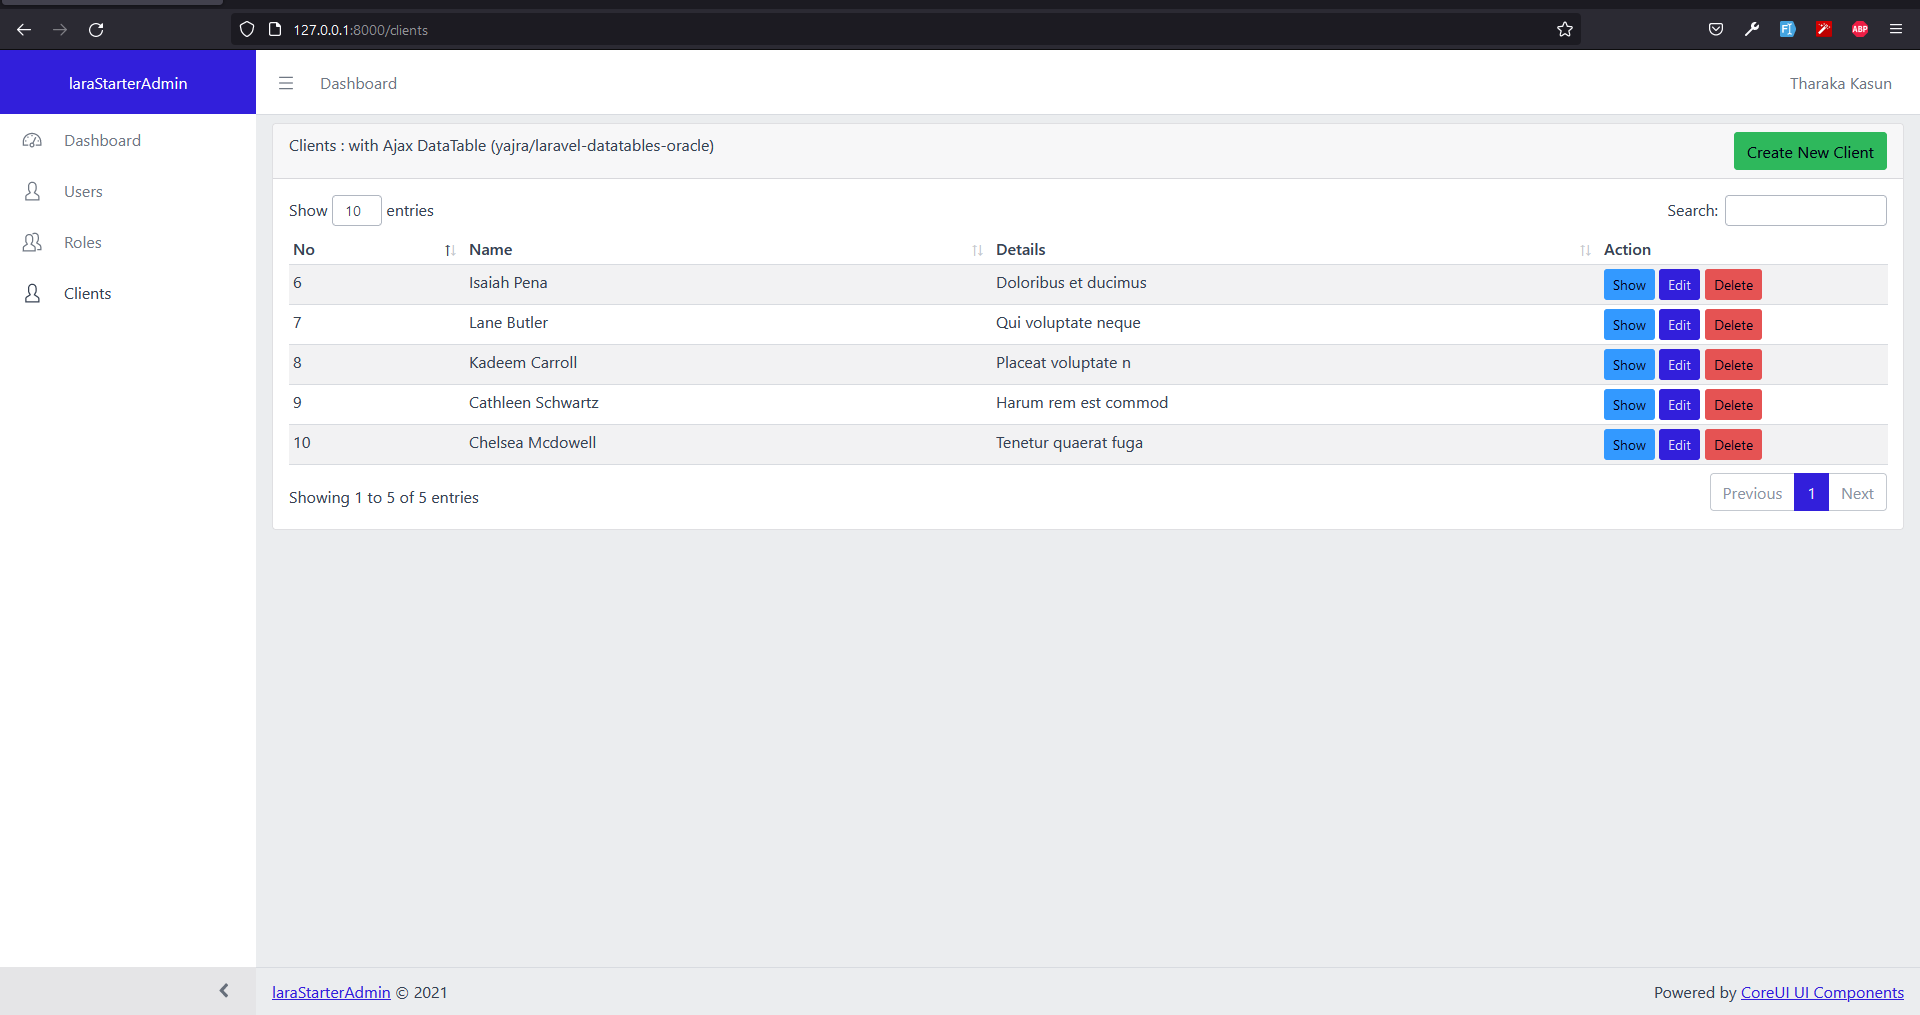 127.0.0.1:8000/clients
ABP
laraStarterAdmin
Dashboard
Tharaka Kasun
Dashboard
Users
Roles
Clients
Clients : with Ajax DataTable (yajra/laravel-datatables-oracle)
Create New Client
Show 10 entries
Search:
No Name Details Action
6 Isaiah Pena Doloribus et ducimus Show Edit Delete
7 Lane Butler Qui voluptate neque Show Edit Delete
8 Kadeem Carroll Placeat voluptate n Show Edit Delete
9 Cathleen Schwartz Harum rem est commod Show Edit Delete
10 Chelsea Mcdowell Tenetur quaerat fuga Show Edit Delete
Showing 1 to 5 of 5 entries
Previous 1 Next
laraStarterAdmin © 2021
Powered by CoreUI UI Components